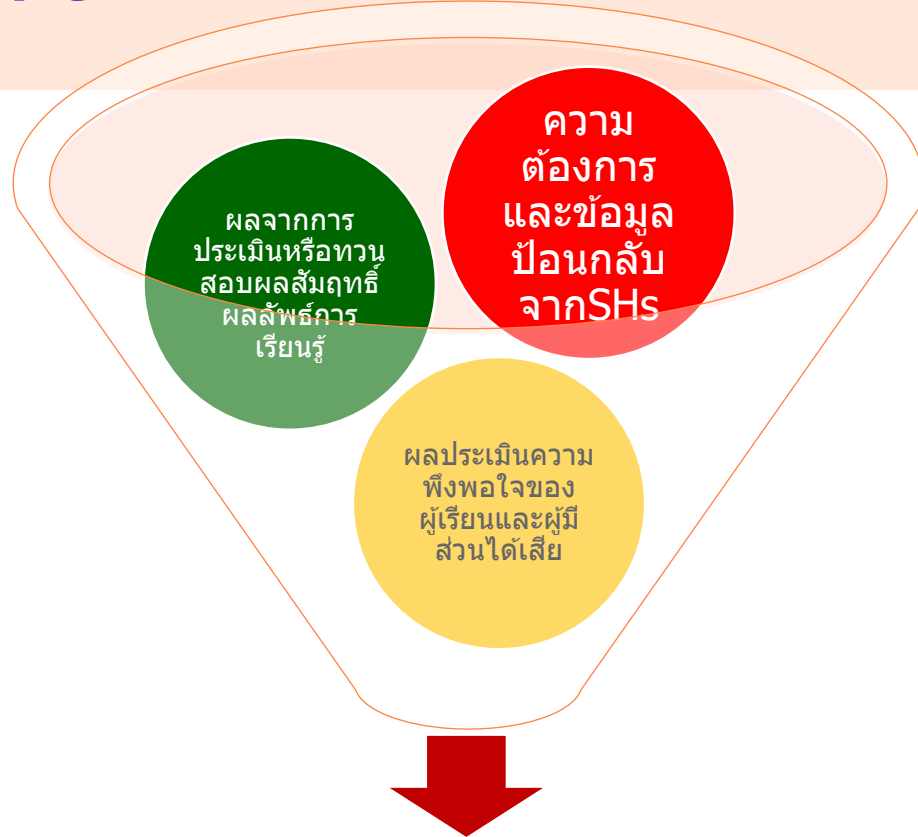 ความ
ต้องการ
และข้อมูล
ป้อนกลับ
จากSHs
ผลจากการ
ประเมินหรือทวน
สอบผลสัมฤทธิ์
ผลลัพธ์การ
เรียนรู้
ผลประเมินความ
พึงพอใจของ
ผู้เรียนและผู้มี
ส่วนได้เสีย